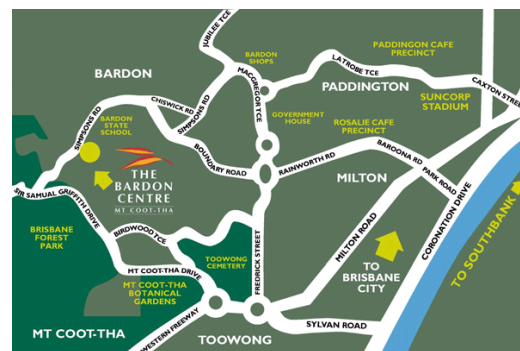 JUBILEE TCE
PADDINGON CAFE
PRECINCT
BARDON
SHOPS
LATROBE TCE
BARDON
MACGREGOR TCE
PADDINGTON
CAXTON STREE
SUNCORP
STADIUM
CHISWICK RD
SIMPSONS RD
SIMPSONS RD
BARDON
STATE
SCHOOL
GOVERNMENT
HOUSE
ROSALIE CAFE
PRECINCT
BOUNDARY ROAD
RAINWORTH RD
BAROONA RD
PARK ROAD
THE
BARDON
CENTRE
MT COOT-THA
MILTON
SIR SAMUAL GRIFFITH DRIVE
CORONATION DRIVE
BRISBANE
FOREST
PARK
BIRDWOOD TCE
FREDRICK STREET
MILTON ROAD
TO SOUTHBANK
TOOWONG
CEMETERY
TO
BRISBANE
CITY
MT COOT-THA DRIVE
MT COOT-THA
BOTANICAL
GARDENS
MT COOT-THA
WESTERN FREEWAY
TOOWONG
SYLVAN ROAD